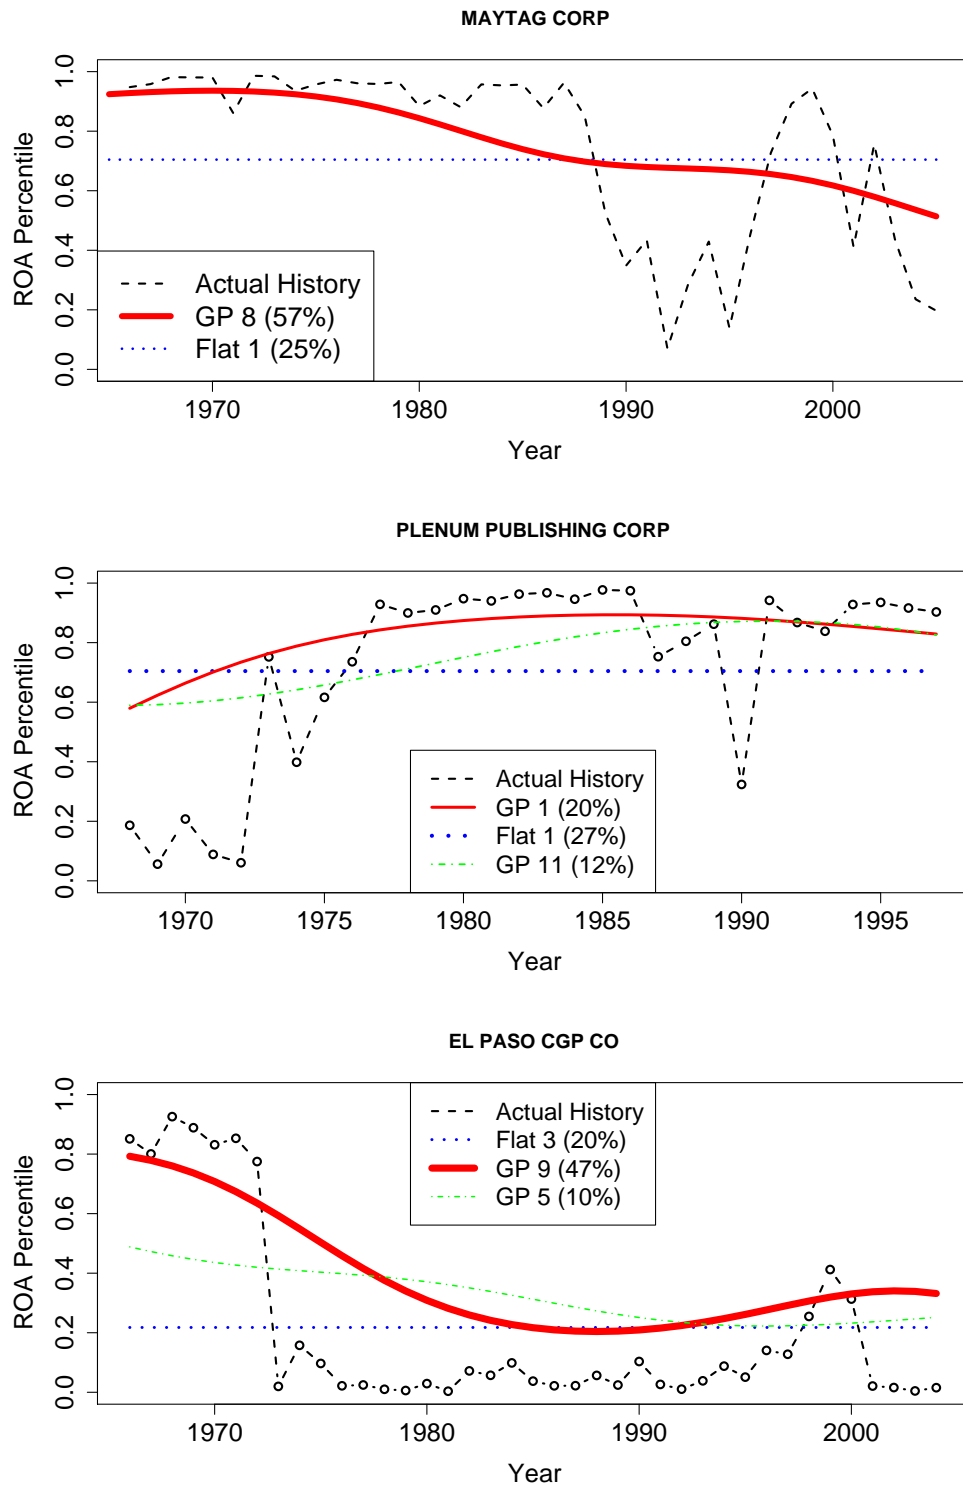 MAYTAG CORP
ROA Percentile
1.0
0.8
0.6
0.4
0.2
0.0
Actual History
GP 8 (57%)
Flat 1 (25%)
1970 1980 1990 2000
Year
PLENUM PUBLISHING CORP
ROA Percentile
1.0
0.8
0.6
0.4
0.2
0.0
Actual History
GP 1 (20%)
Flat 1 (27%)
GP 11 (12%)
1970 1975 1980 1985 1990 1995
Year
EL PASO CGP CO
ROA Percentile
1.0
0.8
0.6
0.4
0.2
0.0
Actual History
Flat 3 (20%)
GP 9 (47%)
GP 5 (10%)
1970 1980 1990 2000
Year